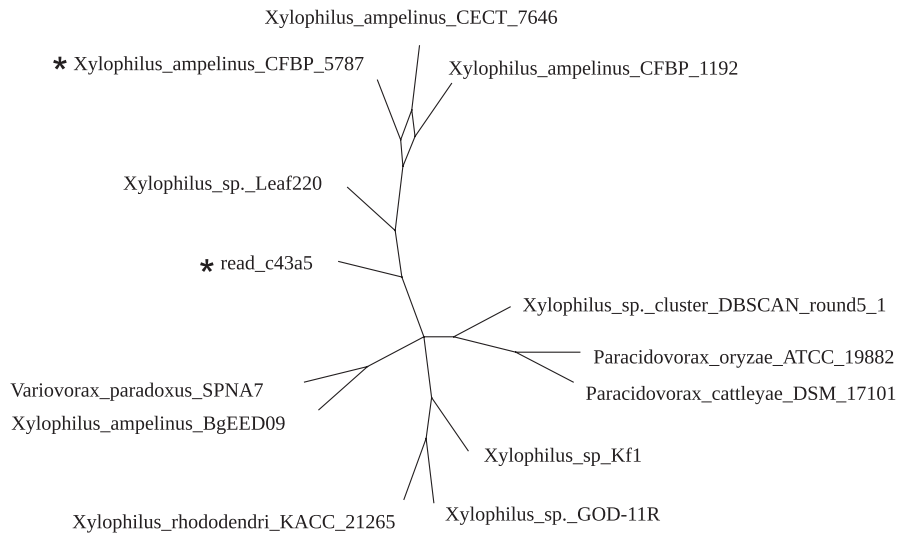 Xylophilus_ampelinus_CECT_7646
* Xylophilus_ampelinus_CFBP_5787
Xylophilus_ampelinus_CFBP_1192
Xylophilus_sp._Leaf220
* read_c43a5
Xylophilus_sp._cluster_DBSCAN_round5_1
Paracidovorax_oryzae_ATCC_19882
Variovorax_paradoxus_SPNA7
Paracidovorax_cattleyae_DSM_17101
Xylophilus_ampelinus_BgEED09
Xylophilus_sp_Kf1
Xylophilus_rhododendri_KACC_21265
Xylophilus_sp._GOD-11R